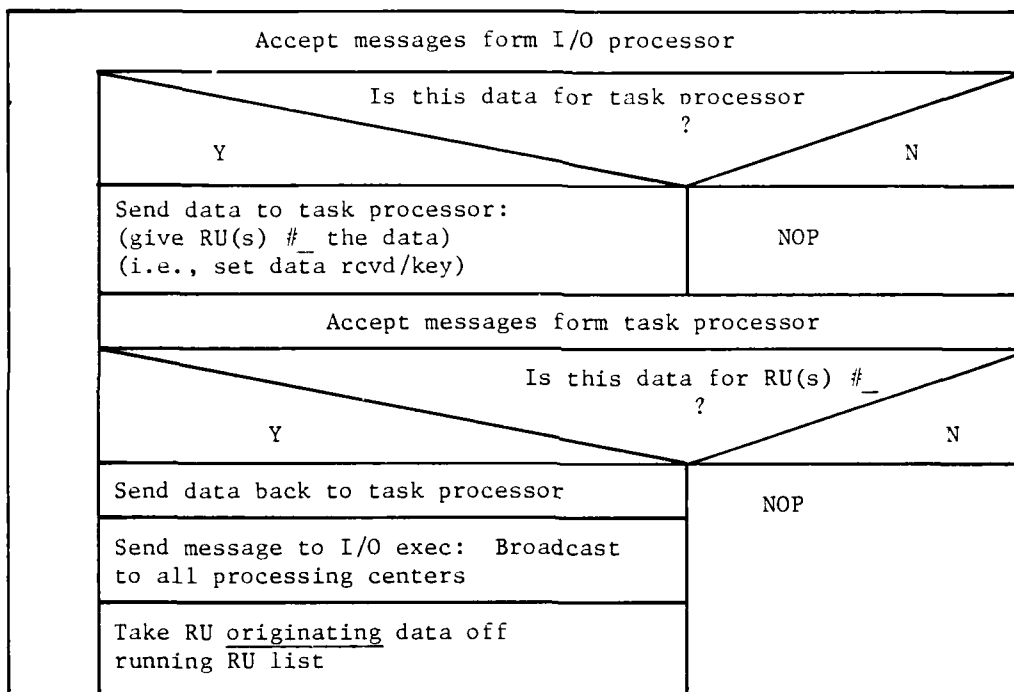 Accept messages form I/O processor
Is this data for task processor
?
Y
N
Send data to task processor:
(give RU(s) #_ the data)
(i.e., set data rcvd/key)
NOP
Accept messages form task processor
Is this data for RU(s) #_
?
Y
N
Send data back to task processor
NOP
Send message to I/O exec: Broadcast
to all processing centers
Take RU originating data off
running RU list